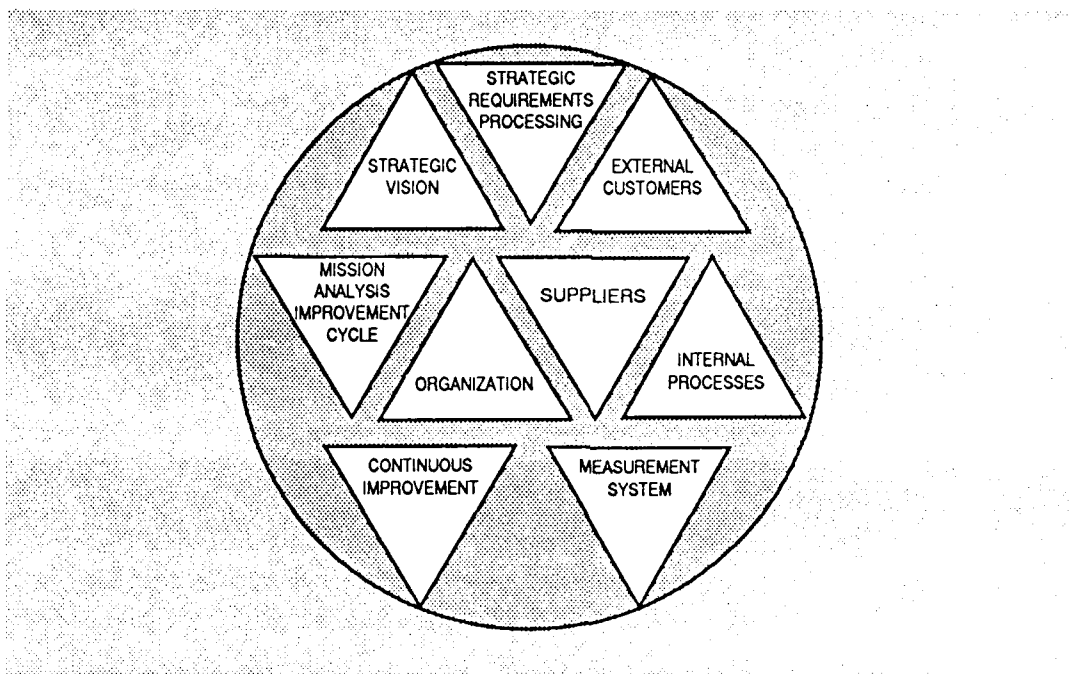 STRATEGIC
REQUIREMENTS
PROCESSING
STRATEGIC
VISION
EXTERNAL
CUSTOMERS
MISSION
ANALYSIS
IMPROVEMENT
CYCLE
ORGANIZATION
SUPPLIERS
INTERNAL
PROCESSES
CONTINUOUS
IMPROVEMENT
MEASUREMENT
SYSTEM